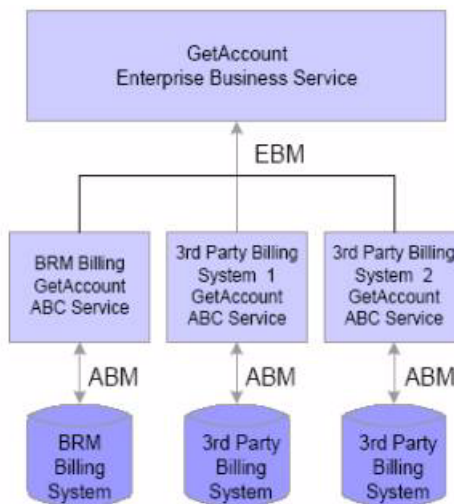 GetAccount
Enterprise Business Service
EBM
BRM Billing
GetAccount
ABC Service
3rd Party Billing
System 1
GetAccount
ABC Service
3rd Party Billing
System 2
GetAccount
ABC Service
ABM
ABM
ABM
BRM
Billing
System
3rd Party
Billing
System
3rd Party
Billing
System